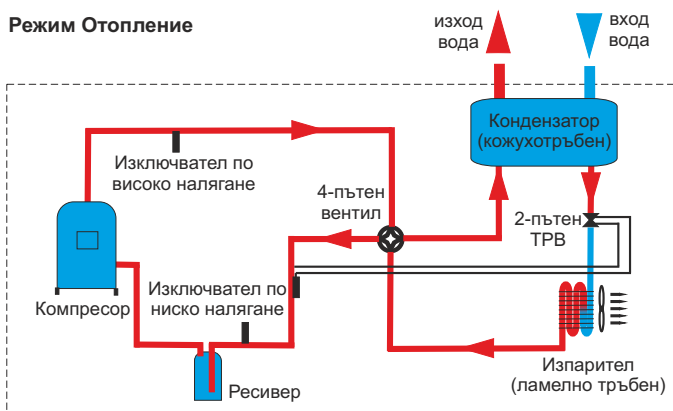 Режим Отопление
изход
вода
вход
вода
Кондензатор
(кожухотръбен)
Изключвател по
високо налягане
4-пътен
вентил
2-пътен
ТРВ
Компресор
Изключвател по
ниско налягане
Ресивер
Изпарител
(ламелно тръбен)